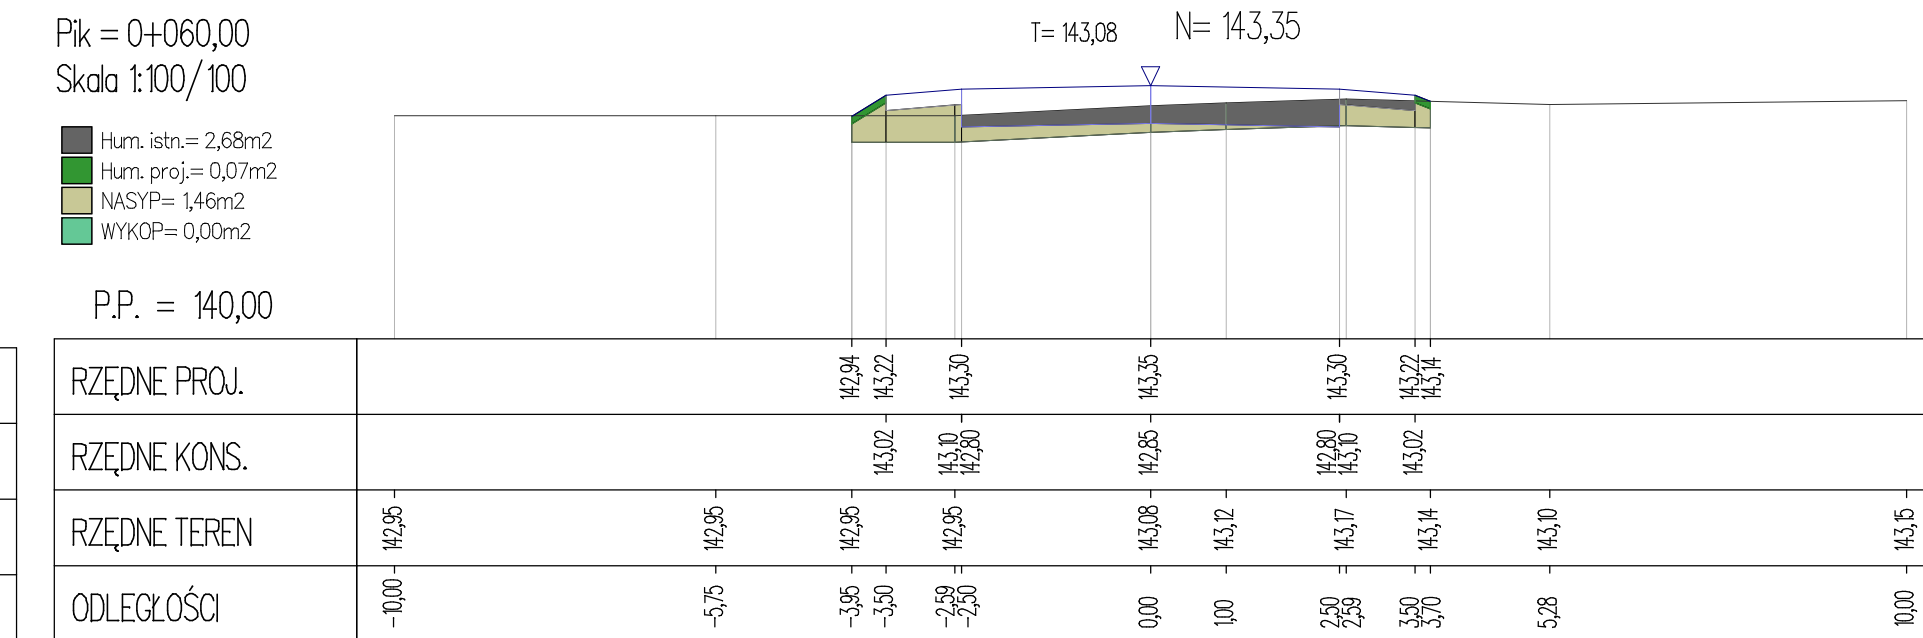 Pik = 0+060,00
Skala 1:100/100
T= 143,08 N= 143,35
Hum. istn.= 2,68m2
Hum. proj.= 0,07m2
NASYP= 1,46m2
WYKOP= 0,00m2
P.P. = 140,00
RZĘDNE PROJ. 142,94 143,22 143,30 143,35 143,30 143,22 143,14
RZĘDNE KONS. 143,02 143,10 142,80 142,85 142,80 143,10 143,02
RZĘDNE TEREN 142,95 142,95 142,95 142,95 143,08 143,12 143,17 143,14 143,10 143,15
ODLEGŁOŚCI -10,00 -5,75 -3,95 -3,50 -2,59 -2,50 0,00 1,00 2,50 2,59 3,50 3,70 5,28 10,00